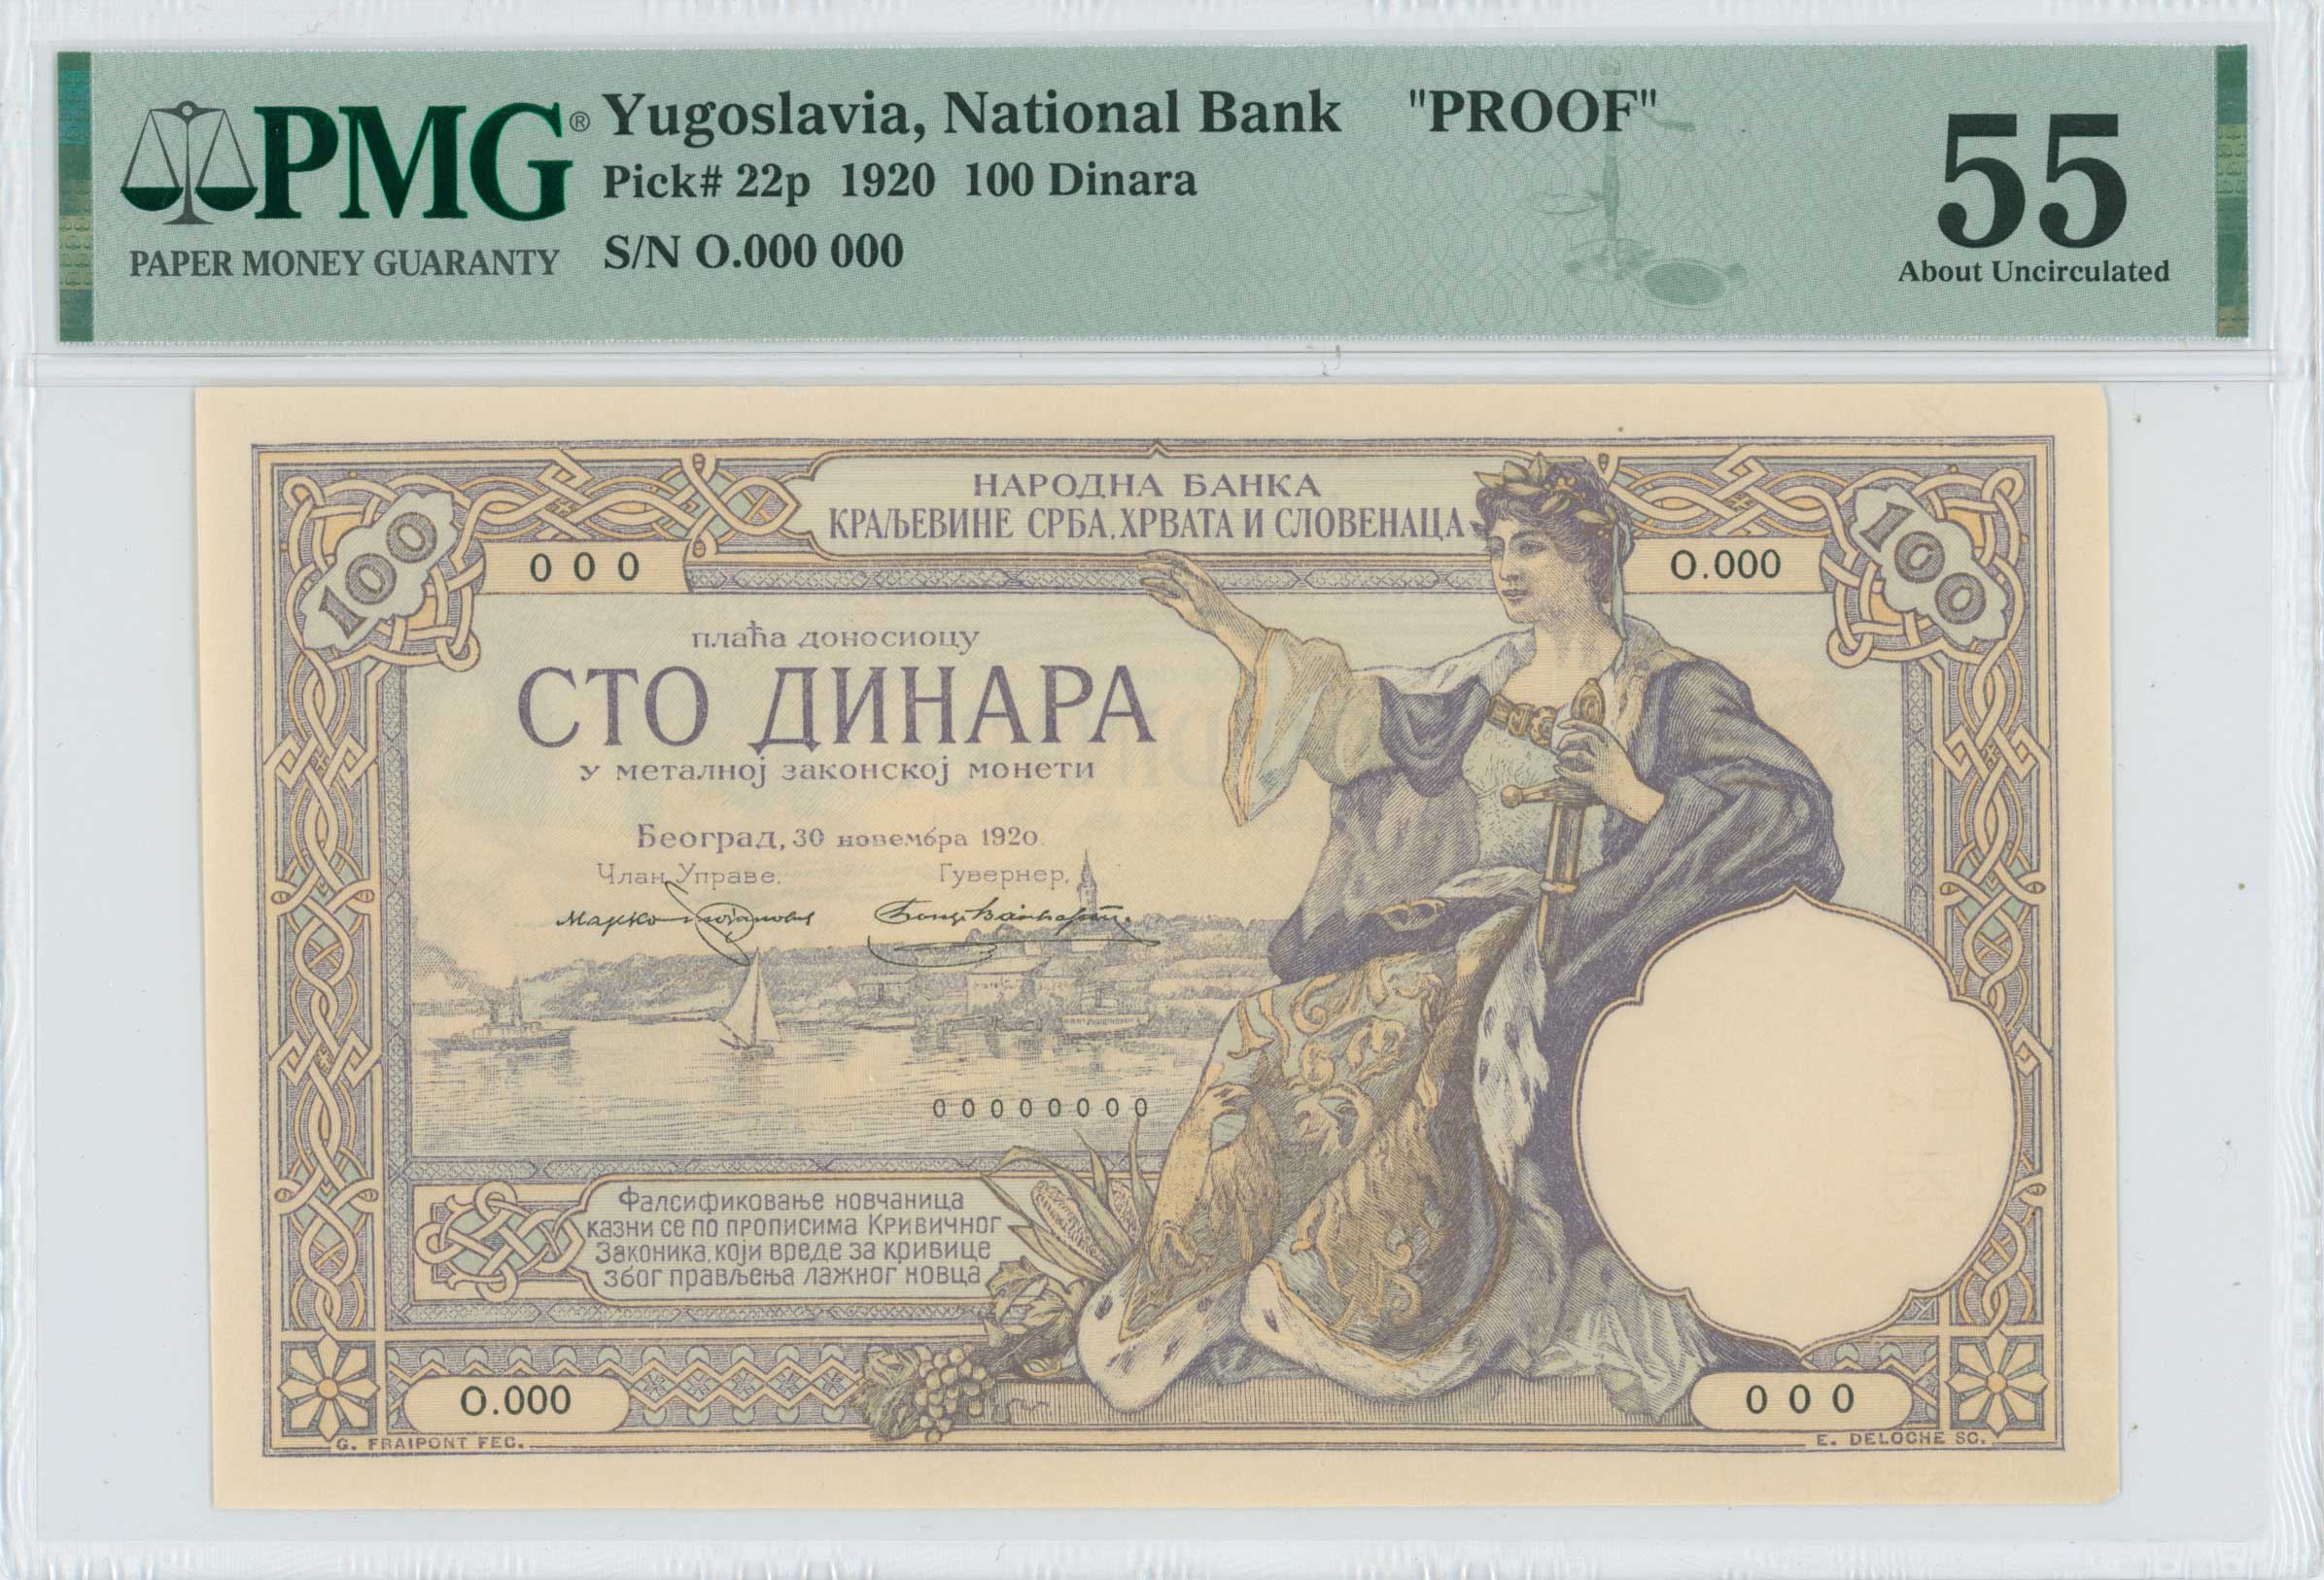 PMG® Yugoslavia, National Bank "PROOF"
Pick# 22p 1920 100 Dinara
PAPER MONEY GUARANTY S/N O.000 000
55
About Uncirculated
НАРОДНА БАНКА
КРАЉЕВИНЕ СРБА, ХРВАТА И СЛОВЕНАЦА
100
100
000
O.000
плаћа доносиоцу
СТО ДИНАРА
у металној законској монети
Београд, 30 новембра 1920.
Члан Управе, Гувернер,
00000000
Фалсификовање новчаница
казни се по прописима Кривичног
Законика, који вреде за кривице
због прављења лажног новца
O.000
000
G. FRAIPONT FEC.
E. DELOCHE SC.